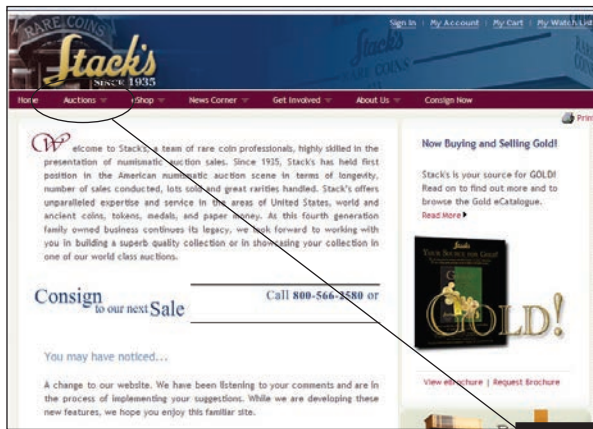 RARE COINS
Stack's
SINCE 1935
Stack's
RARE COINS
Sign In | My Account | My Cart | My Watch List
Home Auctions iShop News Corner Get Involved About Us Consign Now
Print
Welcome to Stack's, a team of rare coin professionals, highly skilled in the
presentation of numismatic auction sales. Since 1935, Stack's has held first
position in the American numismatic auction scene in terms of longevity,
number of sales conducted, lots sold and great rarities handled. Stack's offers
unparalleled expertise and service in the areas of United States, world and
ancient coins, tokens, medals, and paper money. As this fourth generation
family owned business continues its legacy, we look forward to working with
you in building a superb quality collection or in showcasing your collection in
one of our world class auctions.
Consign
to our next Sale
Call 800-566-2580 or
You may have noticed...
A change to our website. We have been listening to your comments and are in
the process of implementing your suggestions. While we are developing these
new features, we hope you enjoy this familiar site.
Now Buying and Selling Gold!
Stack's is your source for GOLD!
Read on to find out more and to
browse the Gold eCatalogue.
Read More
Stack's
YOUR SOURCE FOR GOLD!
GOLD!
View eBrochure | Request Brochure